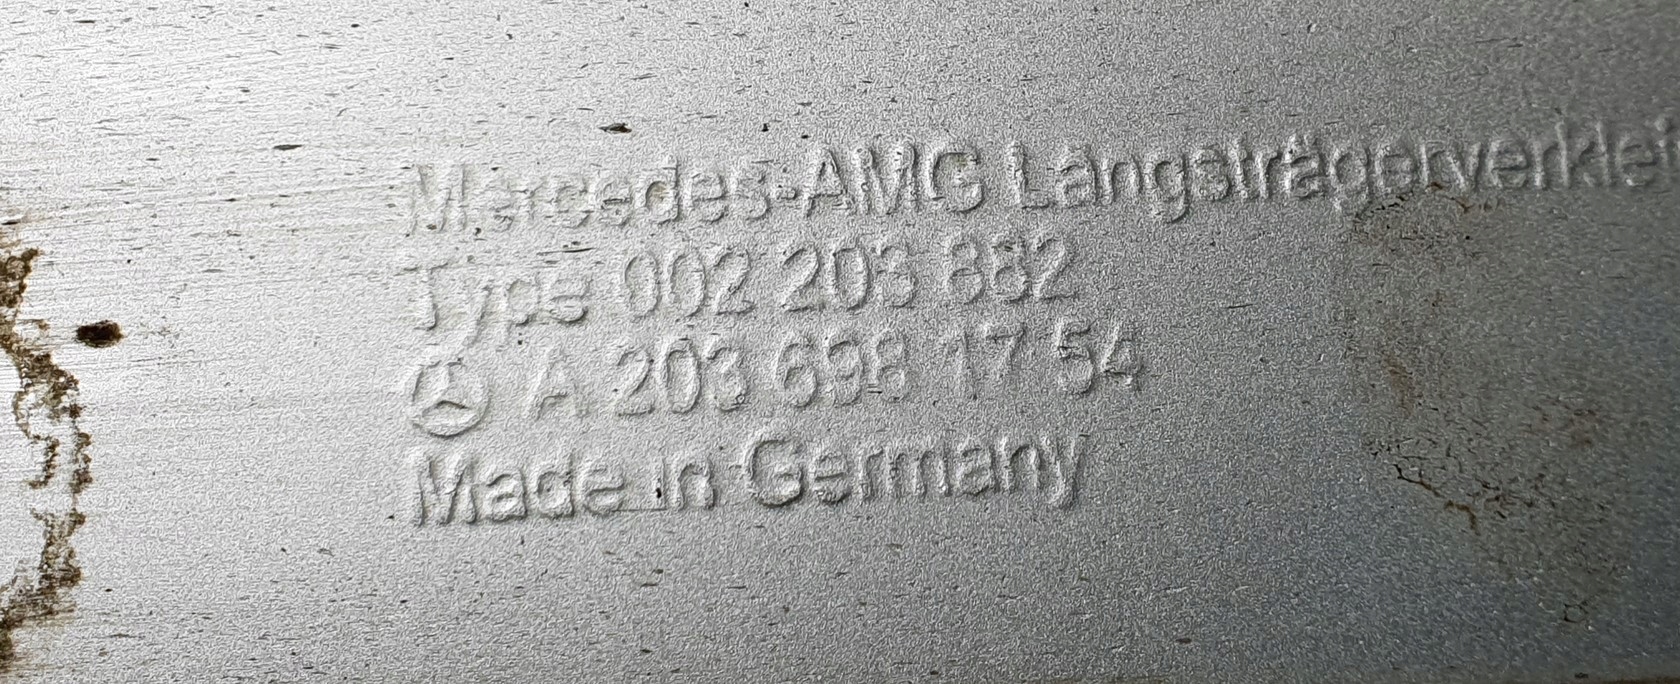 Mercedes-AMG Längsträgerverklei
Type 002 203 882
A 203 698 17 54
Made in Germany